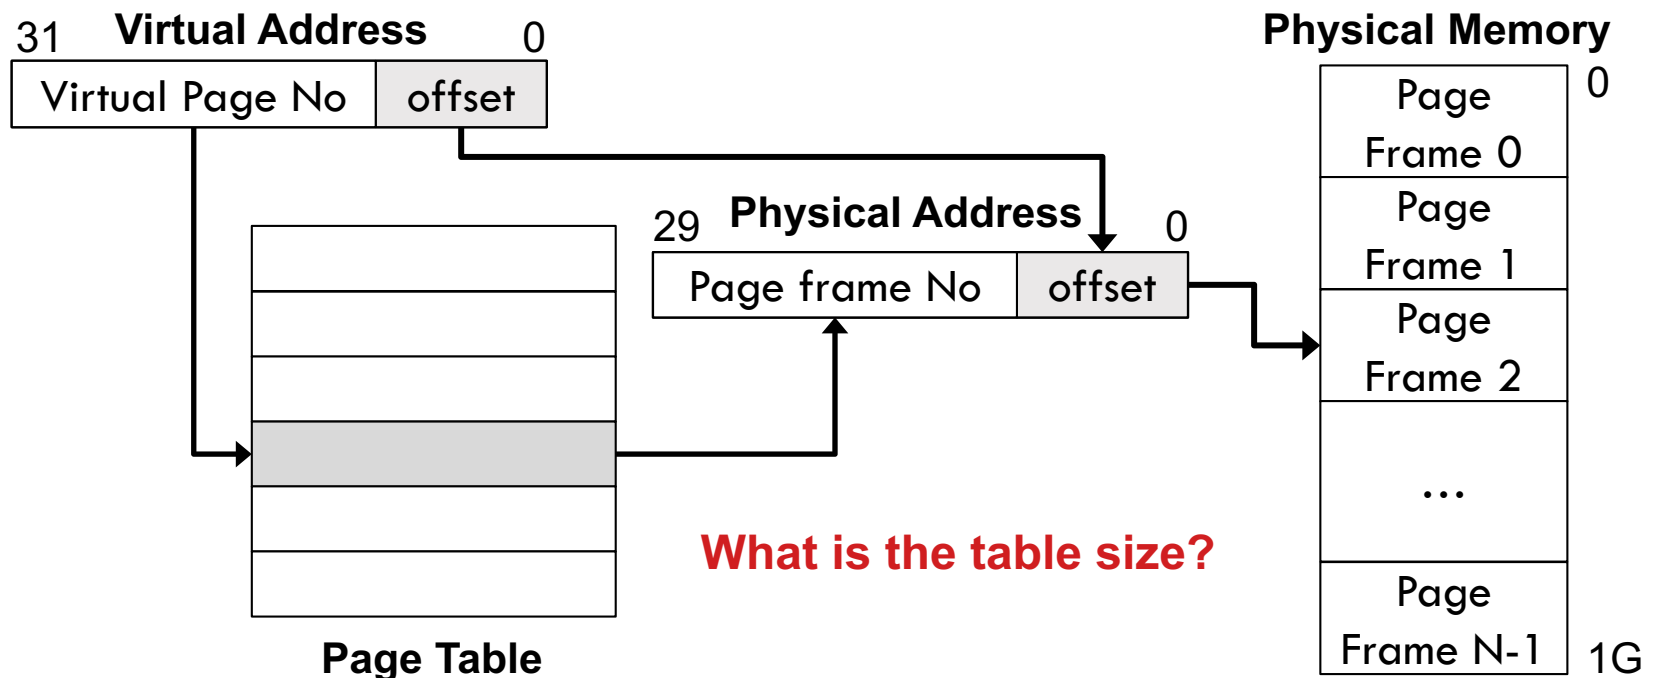 Virtual Address
31
0
Virtual Page No
offset
Physical Memory
0
Page
Frame 0
Page
Frame 1
Page
Frame 2
...
Page
Frame N-1
1G
Physical Address
29
0
Page frame No
offset
What is the table size?
Page Table